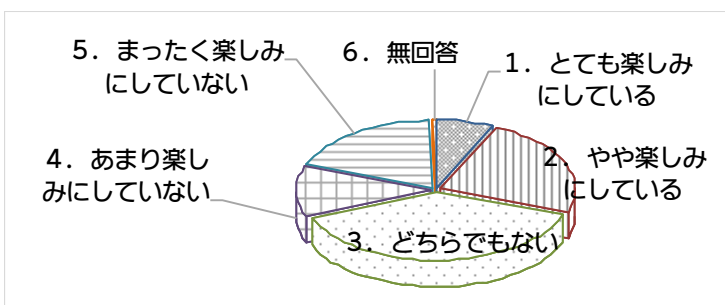 1．とても楽しみ
にしている
2．やや楽しみ
にしている
3．どちらでもない
4．あまり楽し
みにしていない
5．まったく楽しみ
にしていない
6．無回答